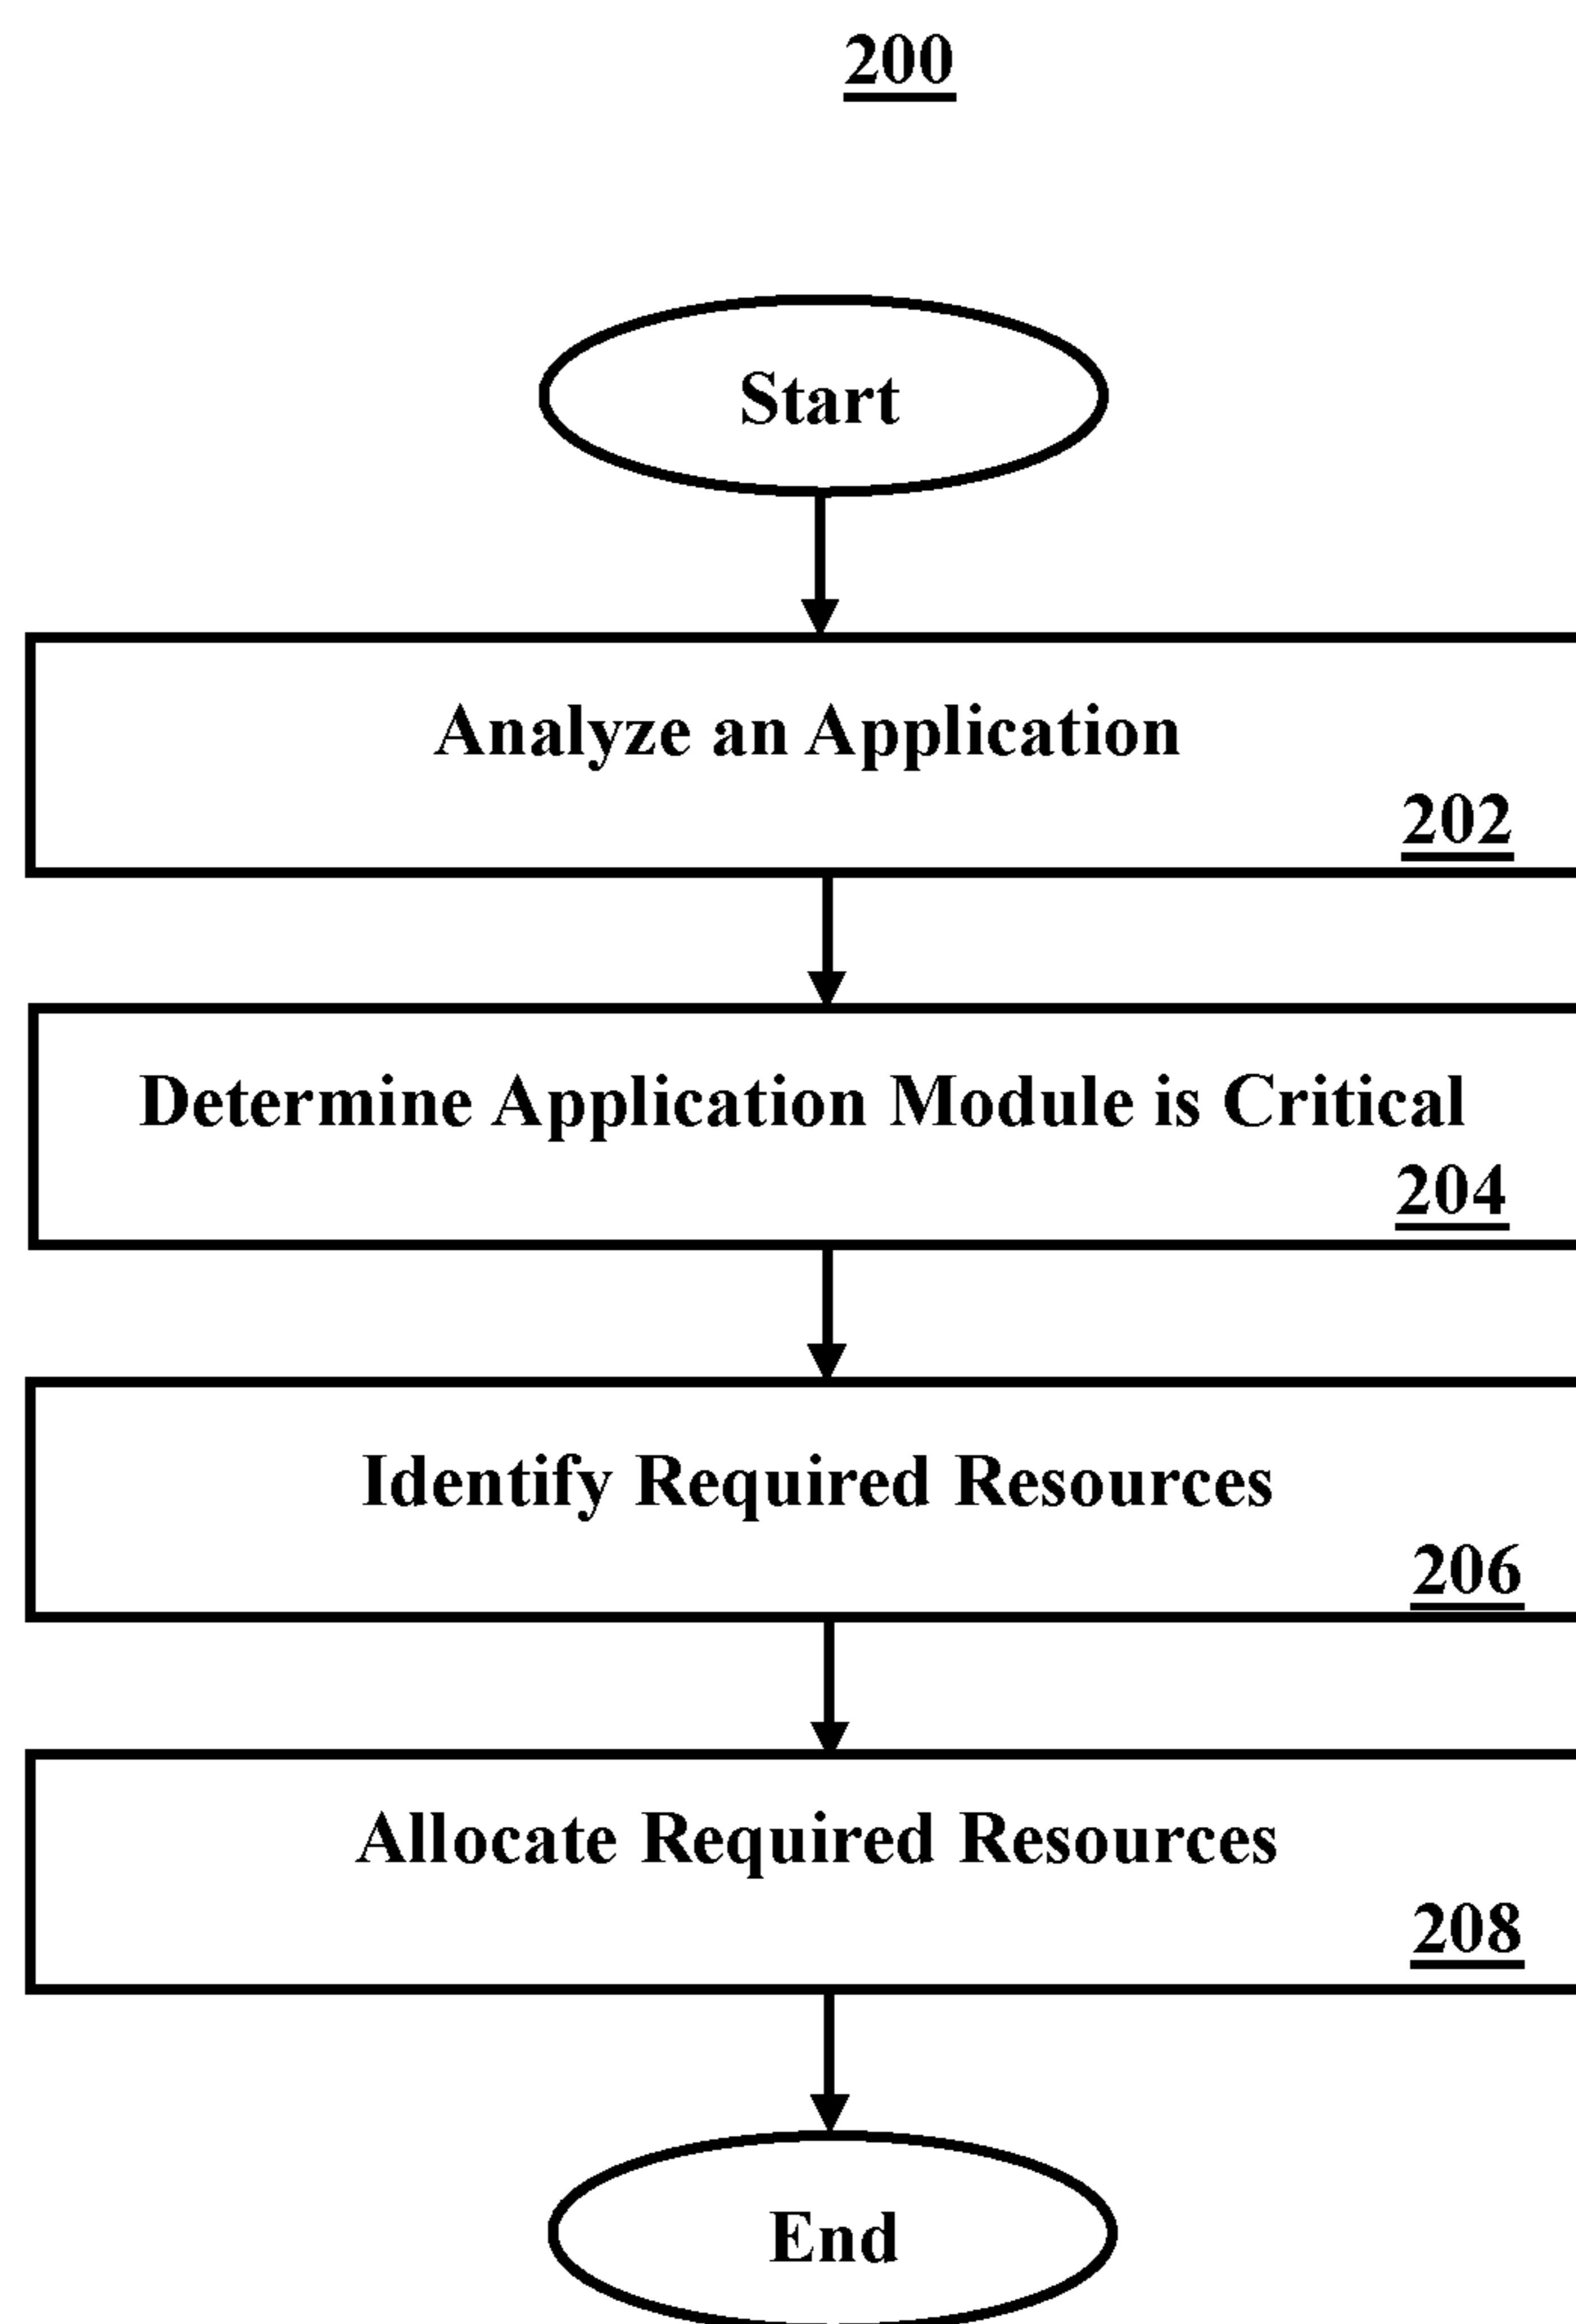 200
Start
Analyze an Application
202
Determine Application Module is Critical
204
Identify Required Resources
206
Allocate Required Resources
208
End